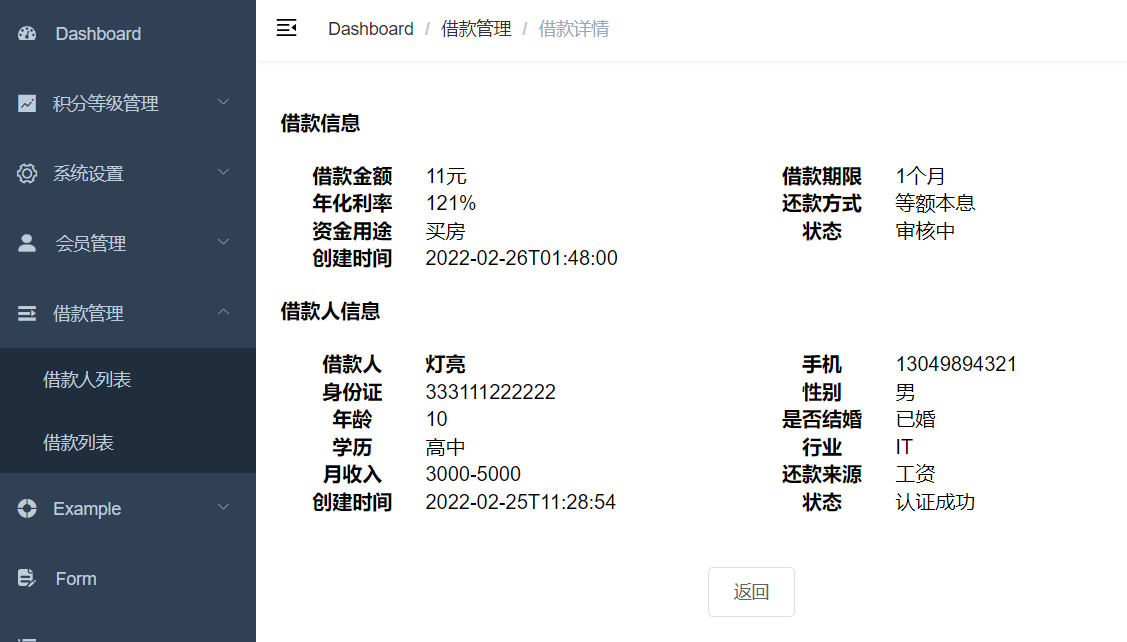 Dashboard
积分等级管理
系统设置
会员管理
借款管理
借款人列表
借款列表
Example
Form
Dashboard / 借款管理 / 借款详情
借款信息
借款金额 11元 借款期限 1个月
年化利率 121% 还款方式 等额本息
资金用途 买房 状态 审核中
创建时间 2022-02-26T01:48:00
借款人信息
借款人 灯亮 手机 13049894321
身份证 333111222222 性别 男
年龄 10 是否结婚 已婚
学历 高中 行业 IT
月收入 3000-5000 还款来源 工资
创建时间 2022-02-25T11:28:54 状态 认证成功
返回